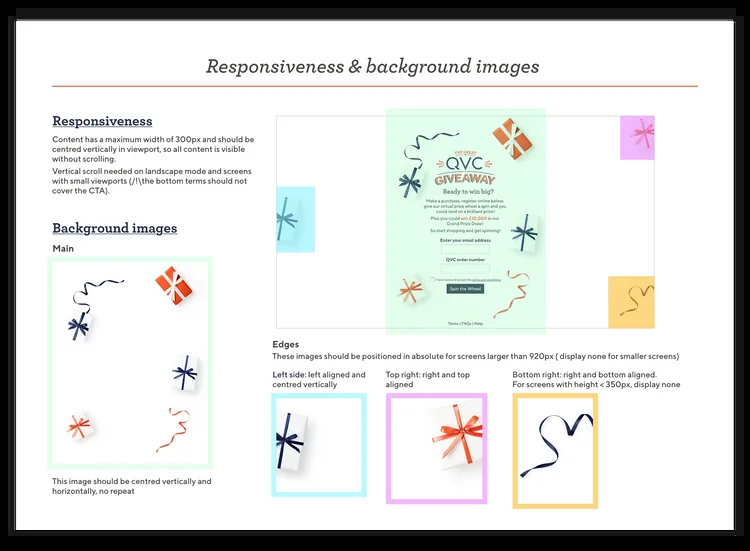 Responsiveness & background images
Responsiveness
Content has a maximum width of 300px and should be
centred vertically in viewport, so all content is visible
without scrolling.
Vertical scroll needed on landscape mode and screens
with small viewports (/!\the bottom terms should not
cover the CTA).
Background images
Main
This image should be centred vertically and
horizontally, no repeat
THE GREAT
QVC
GIVEAWAY
Ready to win big?
Make a purchase, register online below,
give our virtual prize wheel a spin and you
could land on a brilliant prize!
Plus you could win £10,000 in our
Grand Prize Draw!
So start shopping and get spinning!
Enter your email address
QVC order number
I have read and accept the terms and conditions
Spin the Wheel
Terms | FAQs | Help
Edges
These images should be positioned in absolute for screens larger than 920px ( display none for smaller screens)
Left side: left aligned and
centred vertically
Top right: right and top
aligned
Bottom right: right and bottom aligned.
For screens with height < 350px, display none